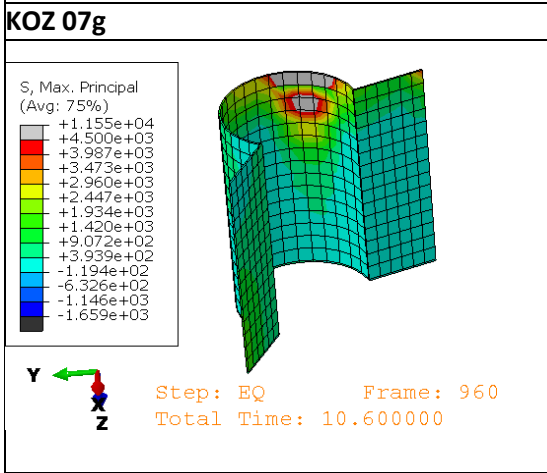 KOZ 07g
S, Max. Principal
(Avg: 75%)
+1.155e+04
+4.500e+03
+3.987e+03
+3.473e+03
+2.960e+03
+2.447e+03
+1.934e+03
+1.420e+03
+9.072e+02
+3.939e+02
-1.194e+02
-6.326e+02
-1.146e+03
-1.659e+03
Y
X
Z
Step: EQ Frame: 960
Total Time: 10.600000